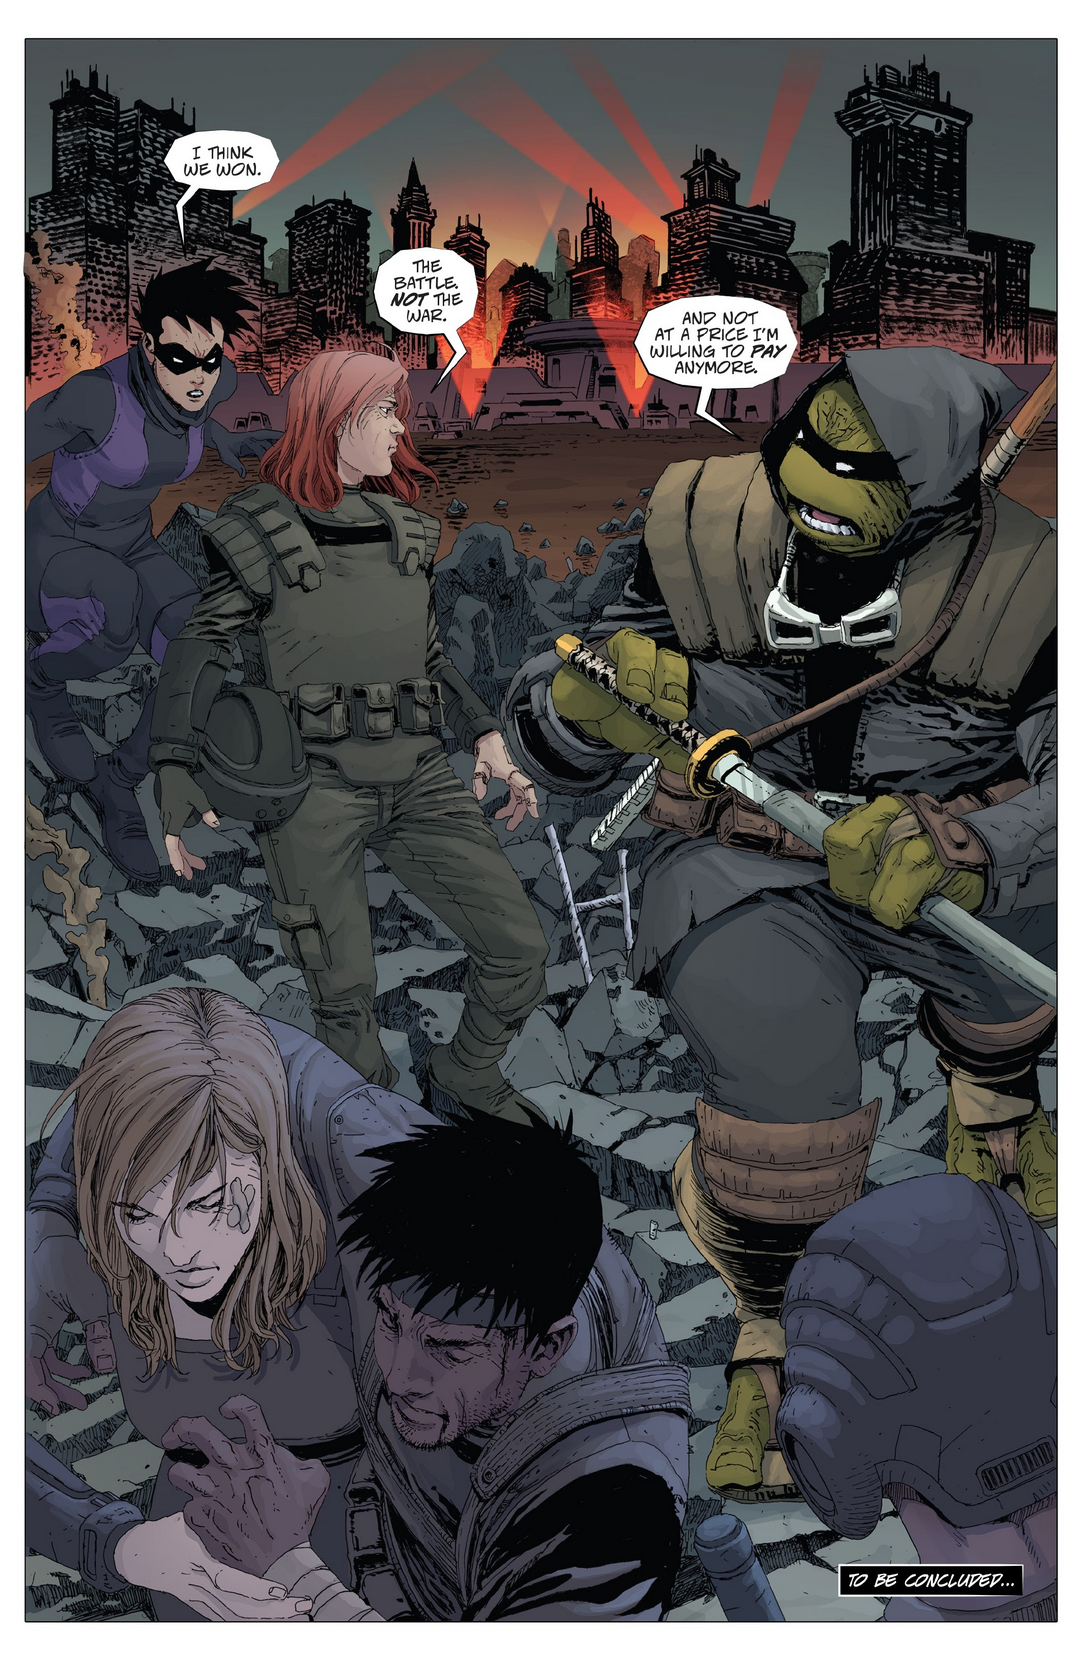 I THINK
WE WON.
THE
BATTLE.
NOT THE
WAR.
AND NOT
AT A PRICE I'M
WILLING TO PAY
ANYMORE.
TO BE CONCLUDED...